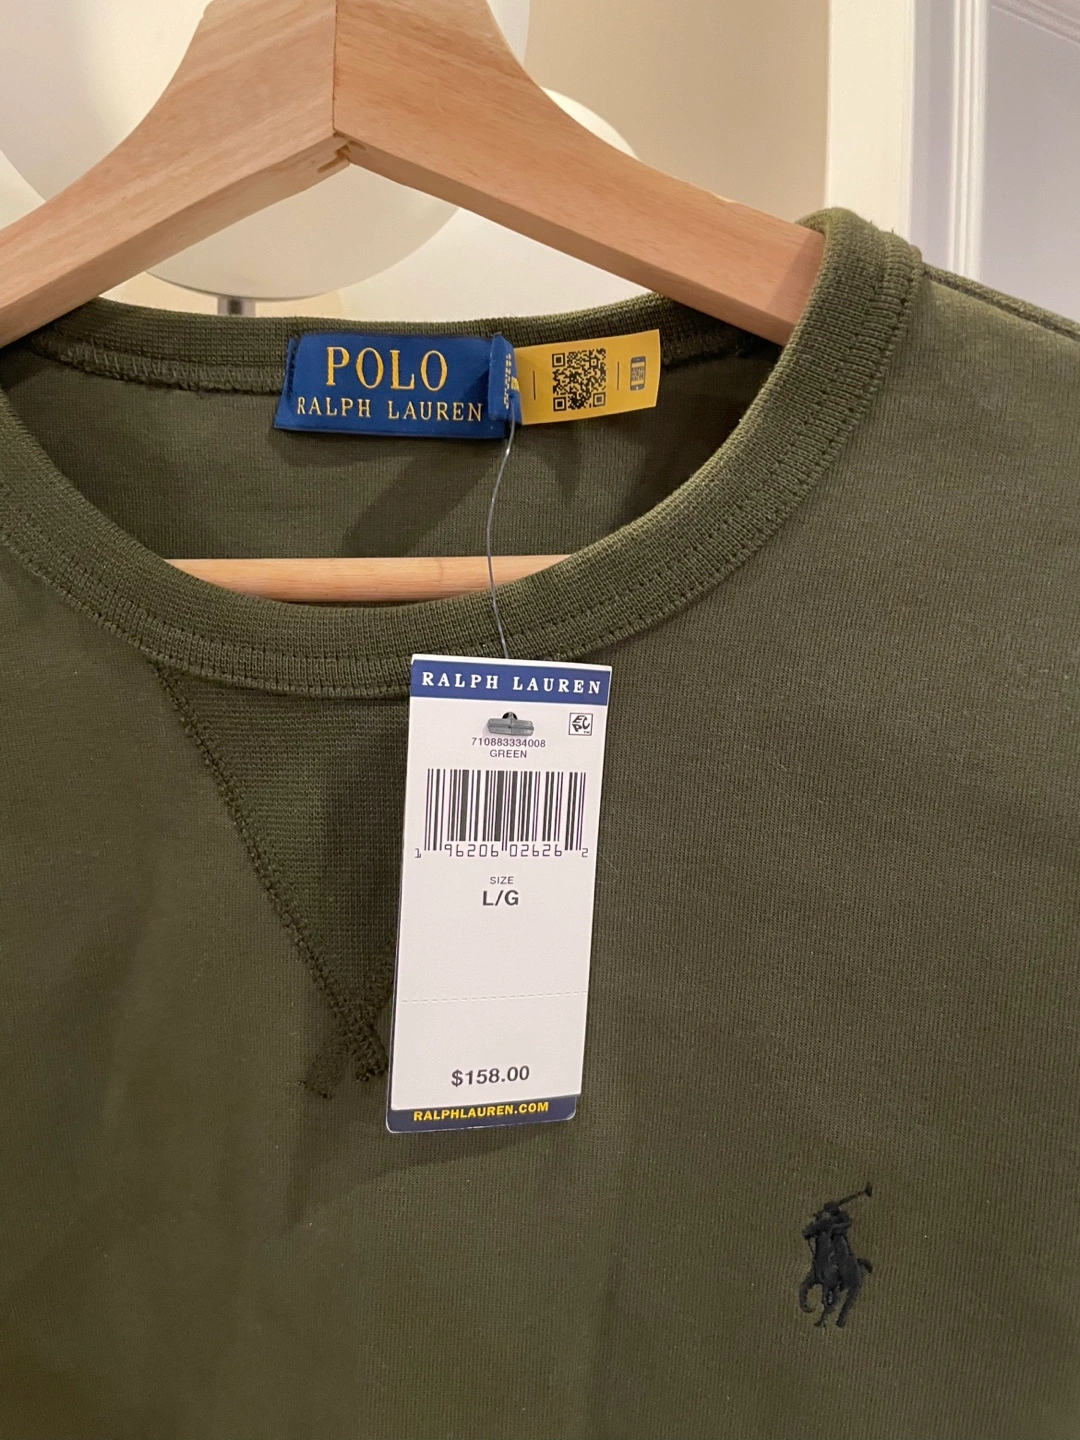 POLO
RALPH LAUREN
RALPH LAUREN
710883334008
GREEN
1 96206 02626 2
SIZE
L/G
$158.00
RALPHLAUREN.COM